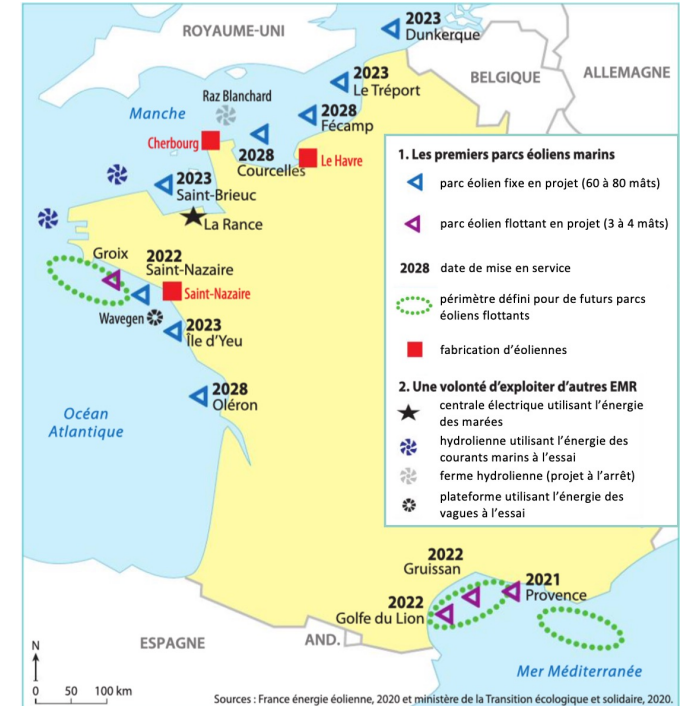 ROYAUME-UNI
2023
Dunkerque
BELGIQUE
ALLEMAGNE
2023
Le Tréport
Raz Blanchard
Manche
2028
Fécamp
Cherbourg
2028
Courcelles
Le Havre
2023
Saint-Brieuc
La Rance
Groix
2022
Saint-Nazaire
Saint-Nazaire
Wavegen
2023
Île d'Yeu
2028
Oléron
Océan
Atlantique
1. Les premiers parcs éoliens marins
parc éolien fixe en projet (60 à 80 mâts)
parc éolien flottant en projet (3 à 4 mâts)
2028 date de mise en service
périmètre défini pour de futurs parcs
éoliens flottants
fabrication d'éoliennes
2. Une volonté d'exploiter d'autres EMR
centrale électrique utilisant l'énergie
des marées
hydrolienne utilisant l'énergie des
courants marins à l'essai
ferme hydrolienne (projet à l'arrêt)
plateforme utilisant l'énergie des
vagues à l'essai
2022
Gruissan
2021
Provence
2022
Golfe du Lion
ESPAGNE
AND.
Mer Méditerranée
N
0 50 100 km
Sources : France énergie éolienne, 2020 et ministère de la Transition écologique et solidaire, 2020.